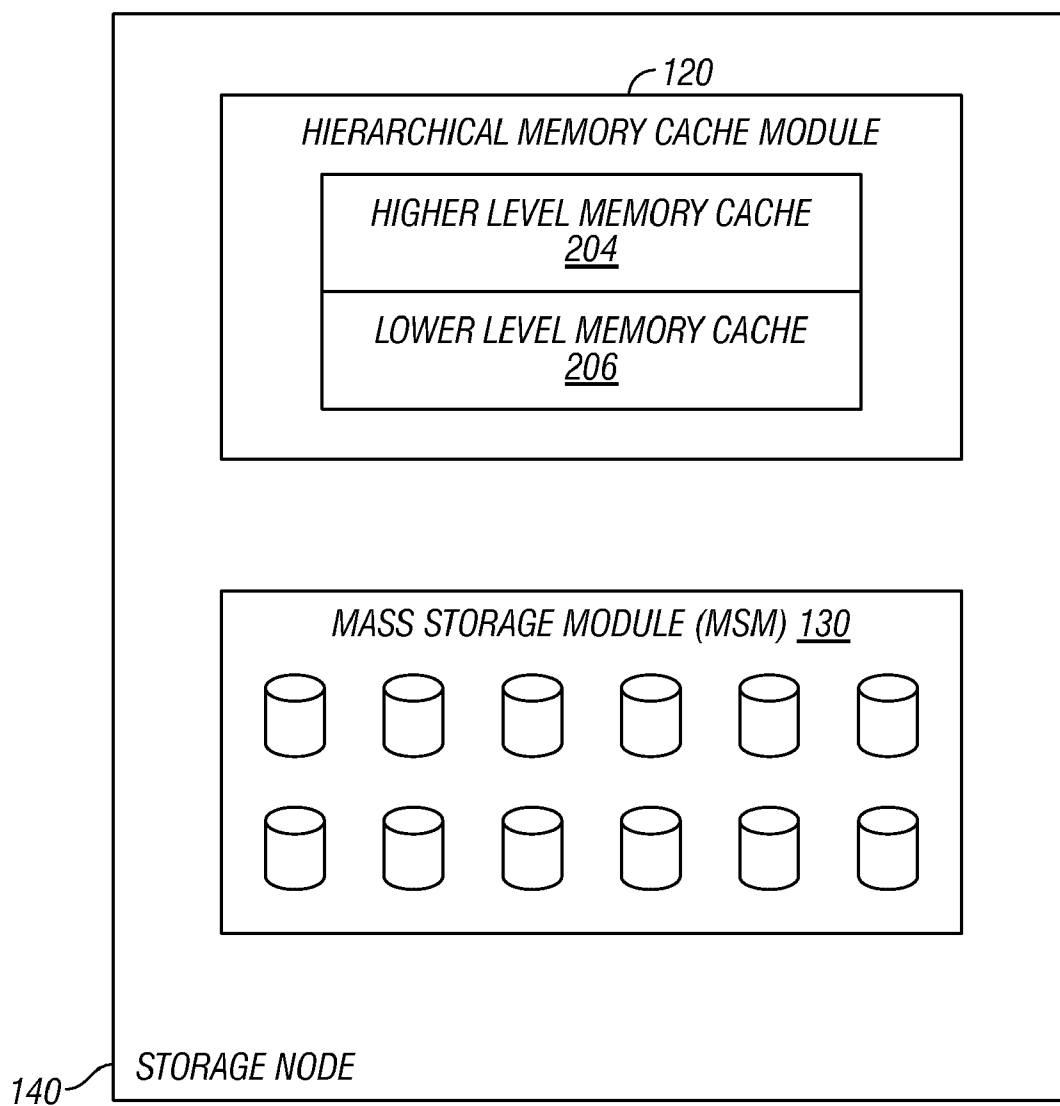 120
HIERARCHICAL MEMORY CACHE MODULE
HIGHER LEVEL MEMORY CACHE
204
LOWER LEVEL MEMORY CACHE
206
MASS STORAGE MODULE (MSM) 130
STORAGE NODE
140